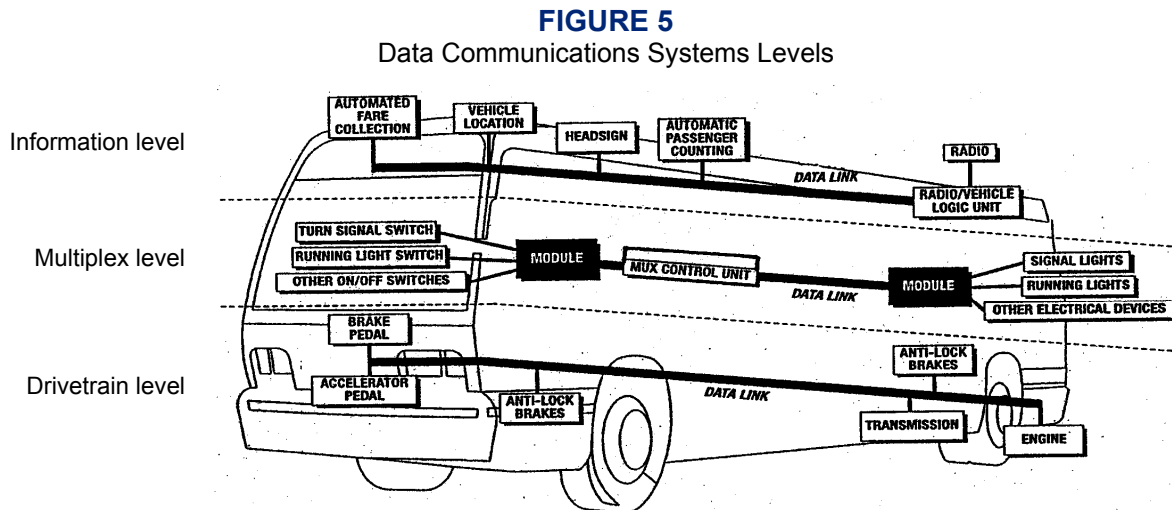 FIGURE 5
Data Communications Systems Levels
Information level
AUTOMATED
FARE
COLLECTION
VEHICLE
LOCATION
HEADSIGN
AUTOMATIC
PASSENGER
COUNTING
DATA LINK
RADIO
RADIO/VEHICLE
LOGIC UNIT
Multiplex level
TURN SIGNAL SWITCH
RUNNING LIGHT SWITCH
OTHER ON/OFF SWITCHES
MODULE
MUX CONTROL UNIT
DATA LINK
MODULE
SIGNAL LIGHTS
RUNNING LIGHTS
OTHER ELECTRICAL DEVICES
Drivetrain level
BRAKE
PEDAL
ACCELERATOR
PEDAL
ANTI-LOCK
BRAKES
DATA LINK
ANTI-LOCK
BRAKES
TRANSMISSION
ENGINE